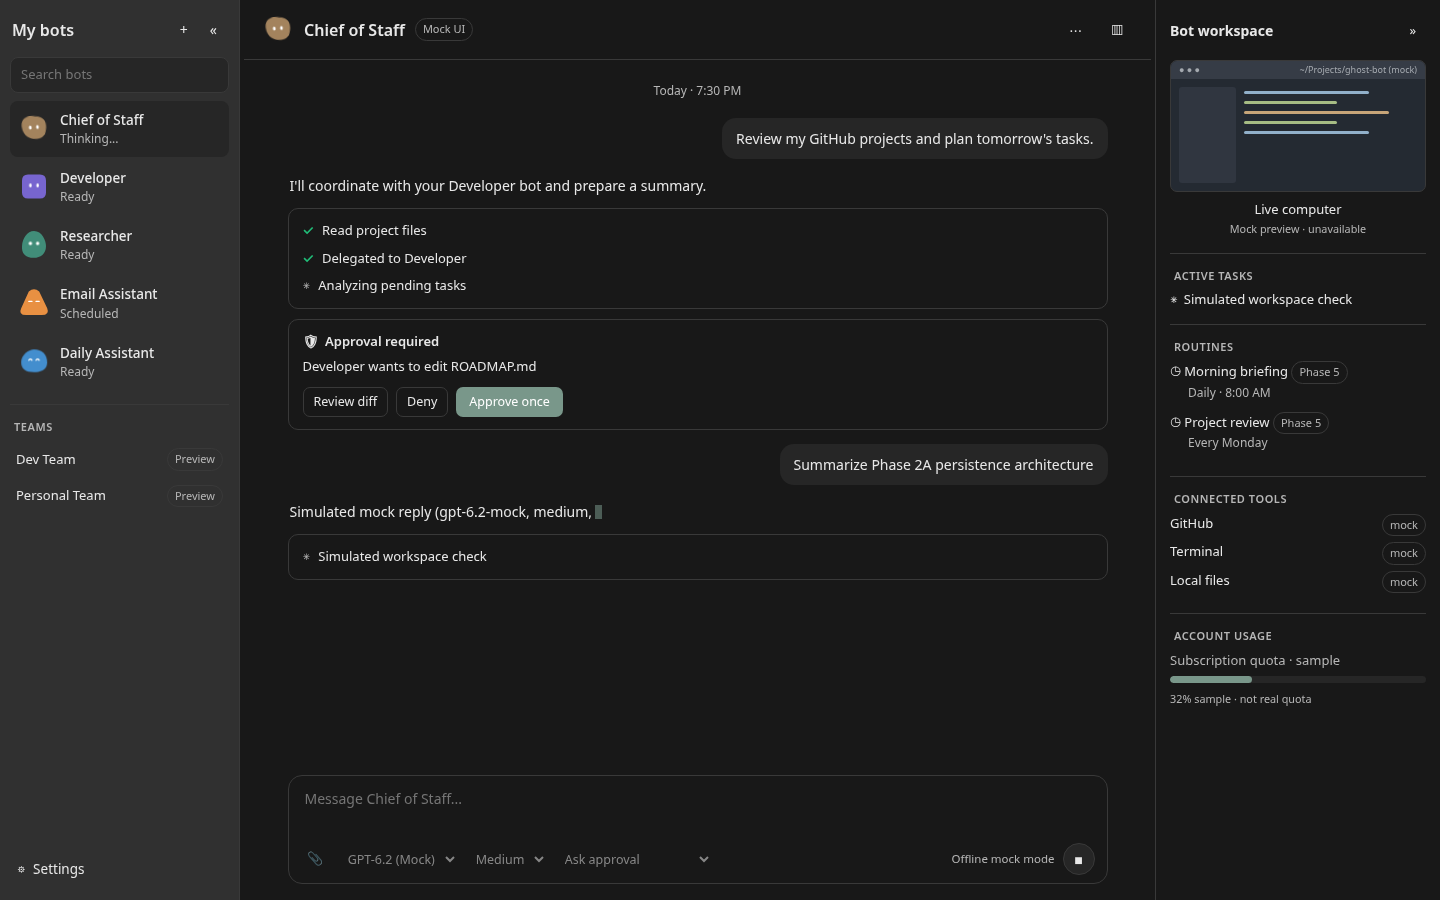 My bots
+
«
Search bots
Chief of Staff
Thinking...
Developer
Ready
Researcher
Ready
Email Assistant
Scheduled
Daily Assistant
Ready
TEAMS
Dev Team
Preview
Personal Team
Preview
Settings
Chief of Staff
Mock UI
...
Today · 7:30 PM
Review my GitHub projects and plan tomorrow's tasks.
I'll coordinate with your Developer bot and prepare a summary.
✓ Read project files
✓ Delegated to Developer
Analyzing pending tasks
Approval required
Developer wants to edit ROADMAP.md
Review diff
Deny
Approve once
Summarize Phase 2A persistence architecture
Simulated mock reply (gpt-6.2-mock, medium,
Simulated workspace check
Message Chief of Staff...
GPT-6.2 (Mock)
Medium
Ask approval
Offline mock mode
Bot workspace
»
~/Projects/ghost-bot (mock)
Live computer
Mock preview · unavailable
ACTIVE TASKS
Simulated workspace check
ROUTINES
Morning briefing
Phase 5
Daily · 8:00 AM
Project review
Phase 5
Every Monday
CONNECTED TOOLS
GitHub
mock
Terminal
mock
Local files
mock
ACCOUNT USAGE
Subscription quota · sample
32% sample · not real quota